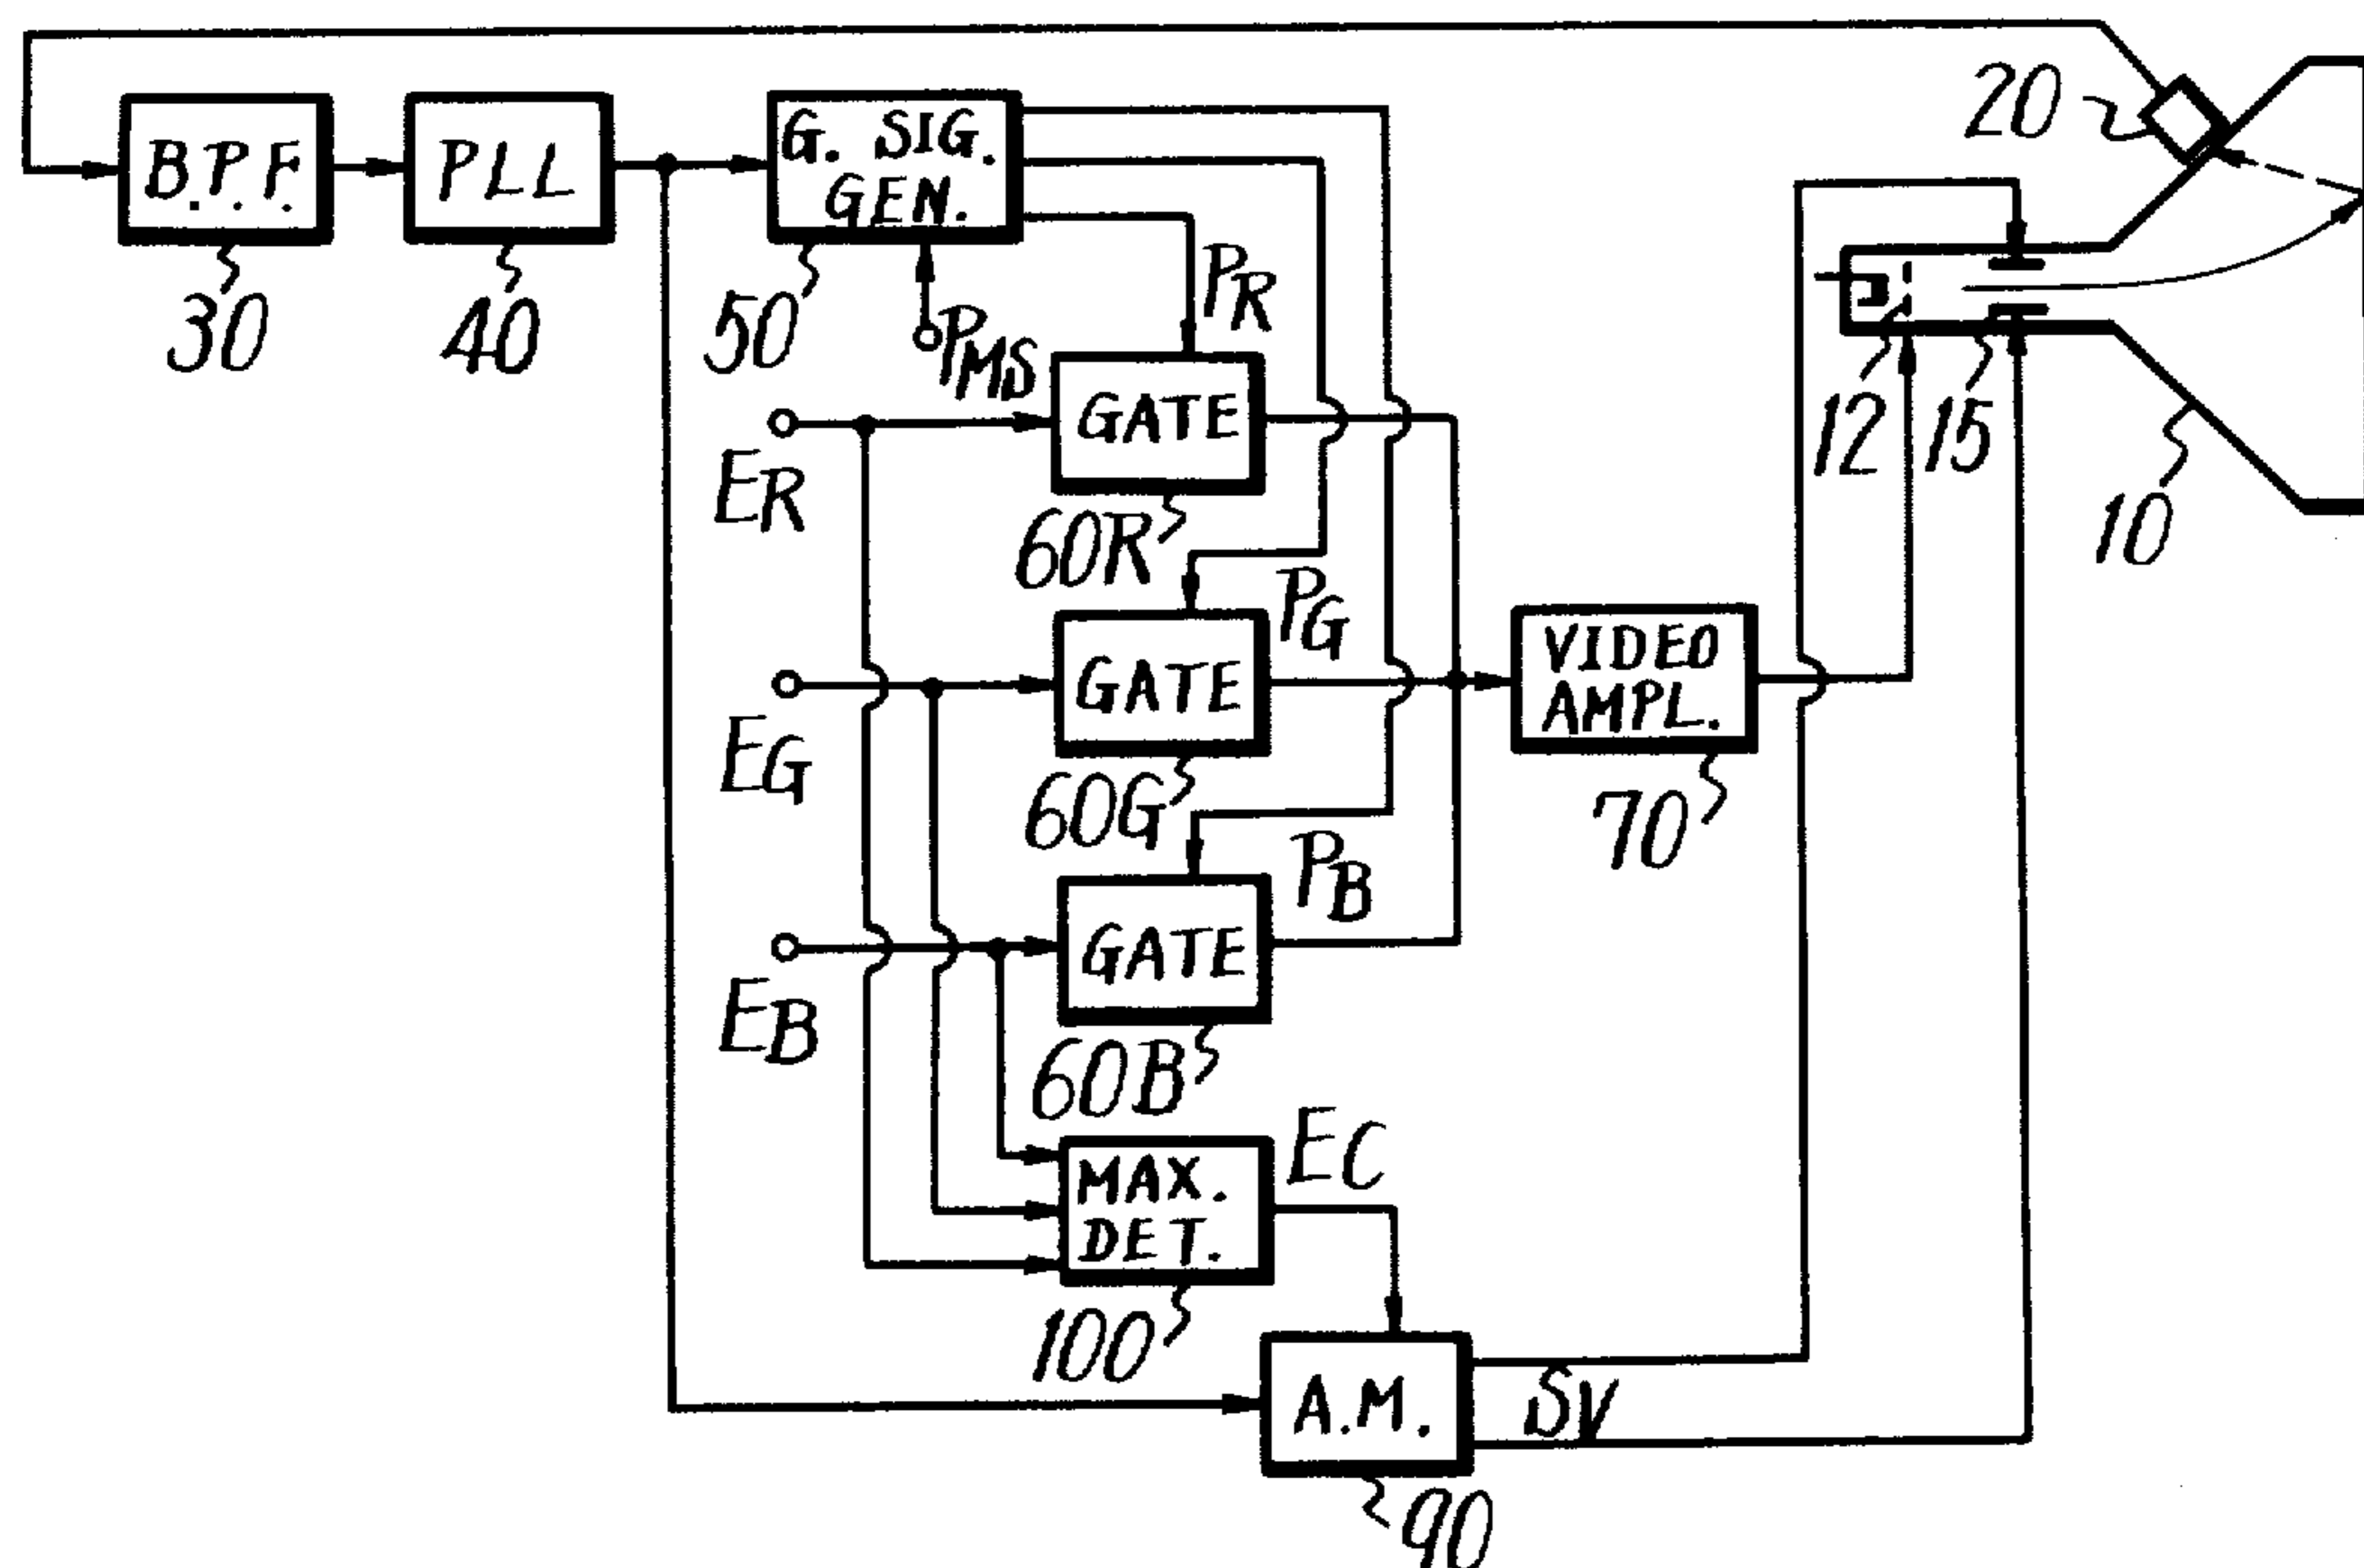 B.P.F.
30
PLL
40
G. SIG.
GEN.
50
PMS
PR
20
12
15
10
ER
GATE
60R
PG
EG
GATE
60G
VIDEO
AMPL.
70
PB
EB
GATE
60B
MAX.
DET.
100
EC
A.M.
90
SV